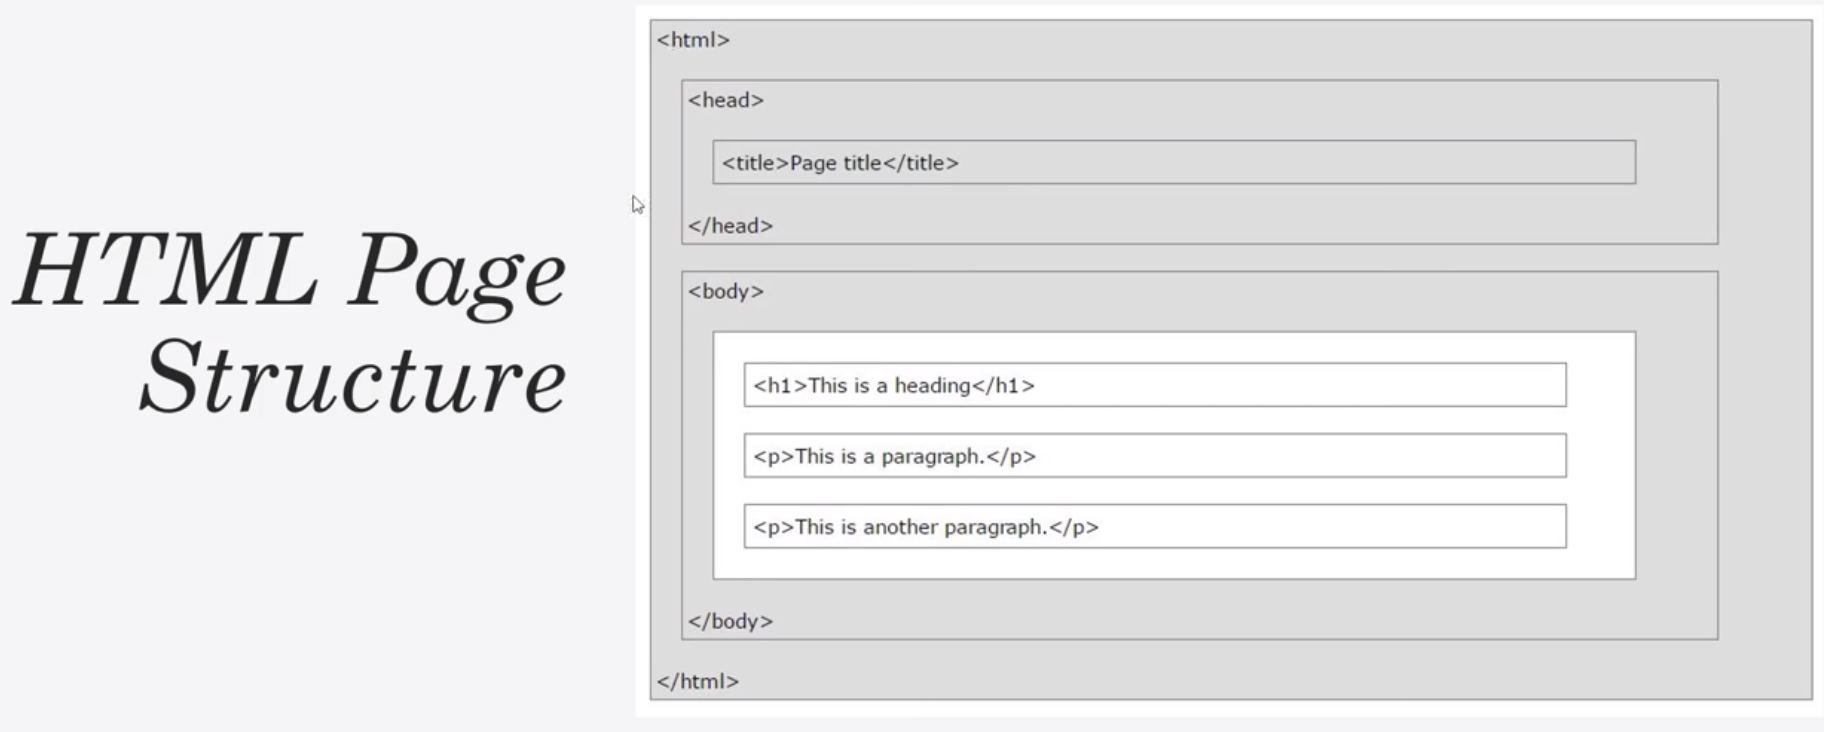 HTML Page
Structure
<html>
<head>
<title>Page title</title>
</head>
<body>
<h1>This is a heading</h1>
<p>This is a paragraph.</p>
<p>This is another paragraph.</p>
</body>
</html>